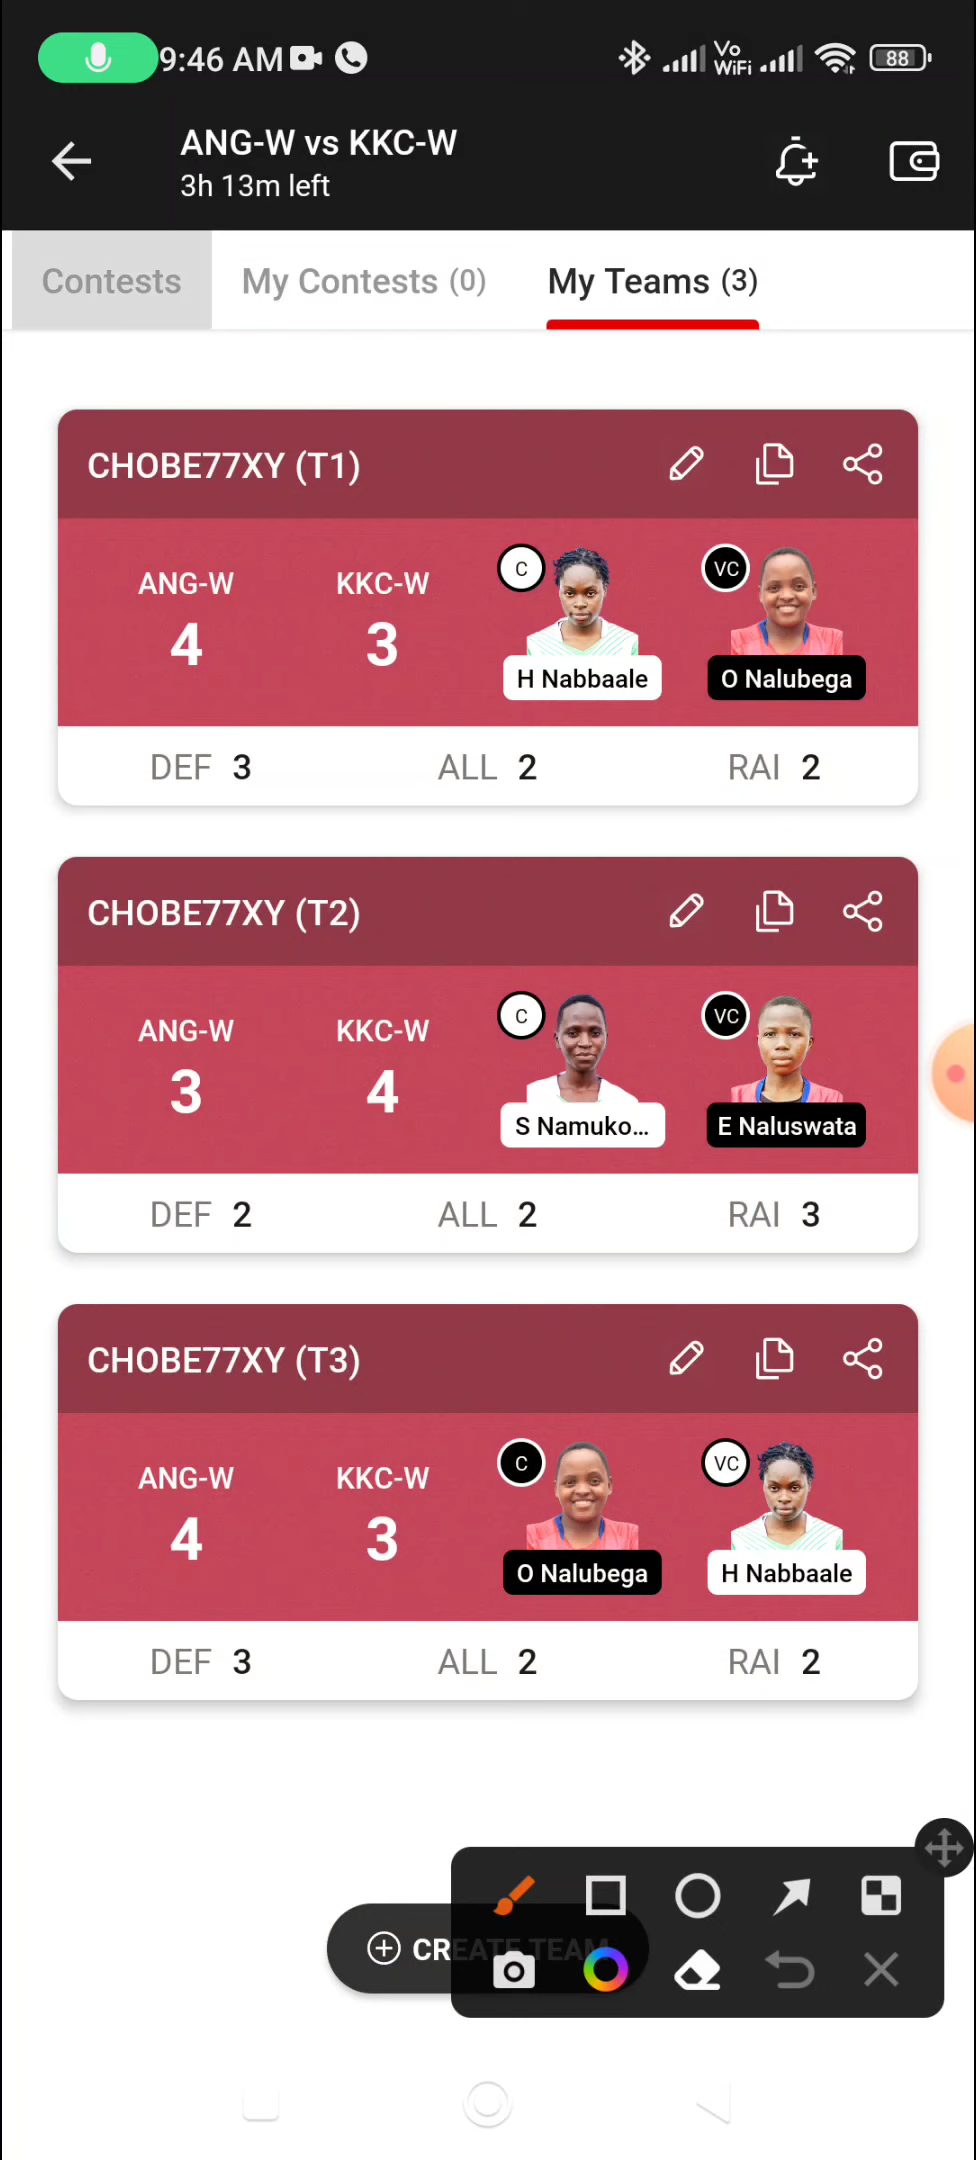 9:46 AM Vo WiFi 88
ANG-W vs KKC-W
3h 13m left
Contests My Contests (0) My Teams (3)
CHOBE77XY (T1)
ANG-W KKC-W C VC
4 3
H Nabbaale O Nalubega
DEF 3 ALL 2 RAI 2
CHOBE77XY (T2)
ANG-W KKC-W C VC
3 4
S Namuko... E Naluswata
DEF 2 ALL 2 RAI 3
CHOBE77XY (T3)
ANG-W KKC-W C VC
4 3
O Nalubega H Nabbaale
DEF 3 ALL 2 RAI 2
CREATE TEAM